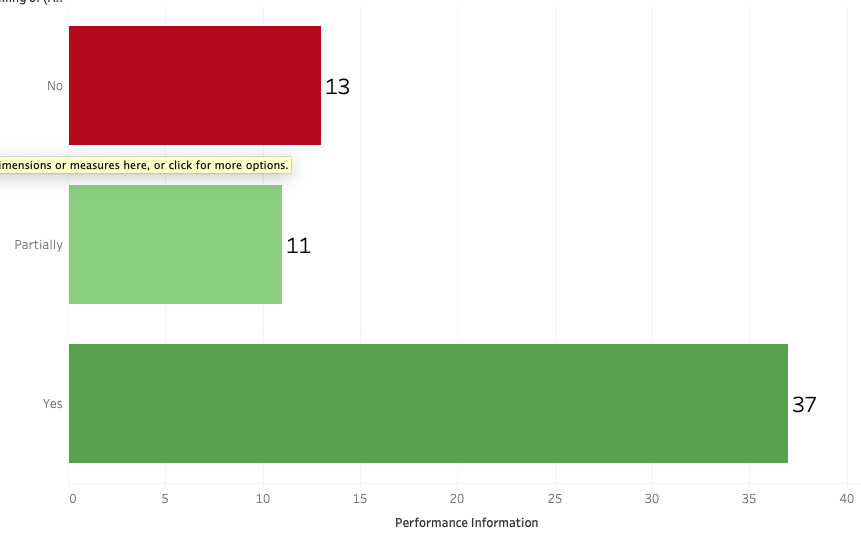 No
13
imensions or measures here, or click for more options.
Partially
11
Yes
37
0 5 10 15 20 25 30 35 40
Performance Information